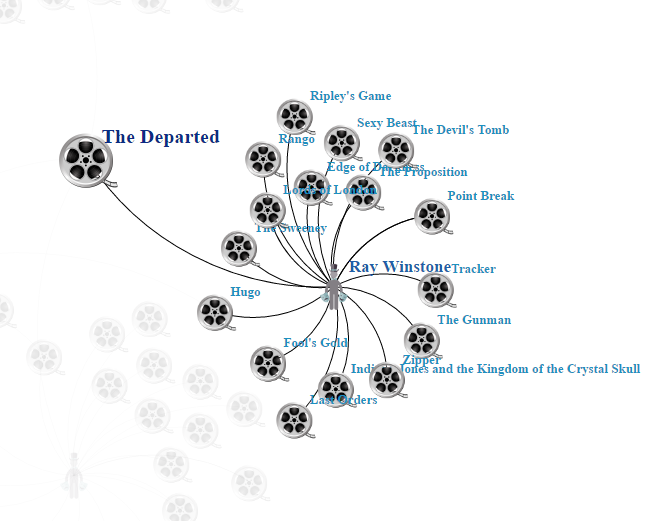 Ripley's Game
Sexy Beast
The Devil's Tomb
The Departed
Rango
Edge of Darkness
The Proposition
Lords of London
Point Break
The Sweeney
Ray Winstone
Tracker
Hugo
The Gunman
Fool's Gold
Zipper
Indiana Jones and the Kingdom of the Crystal Skull
Last Orders